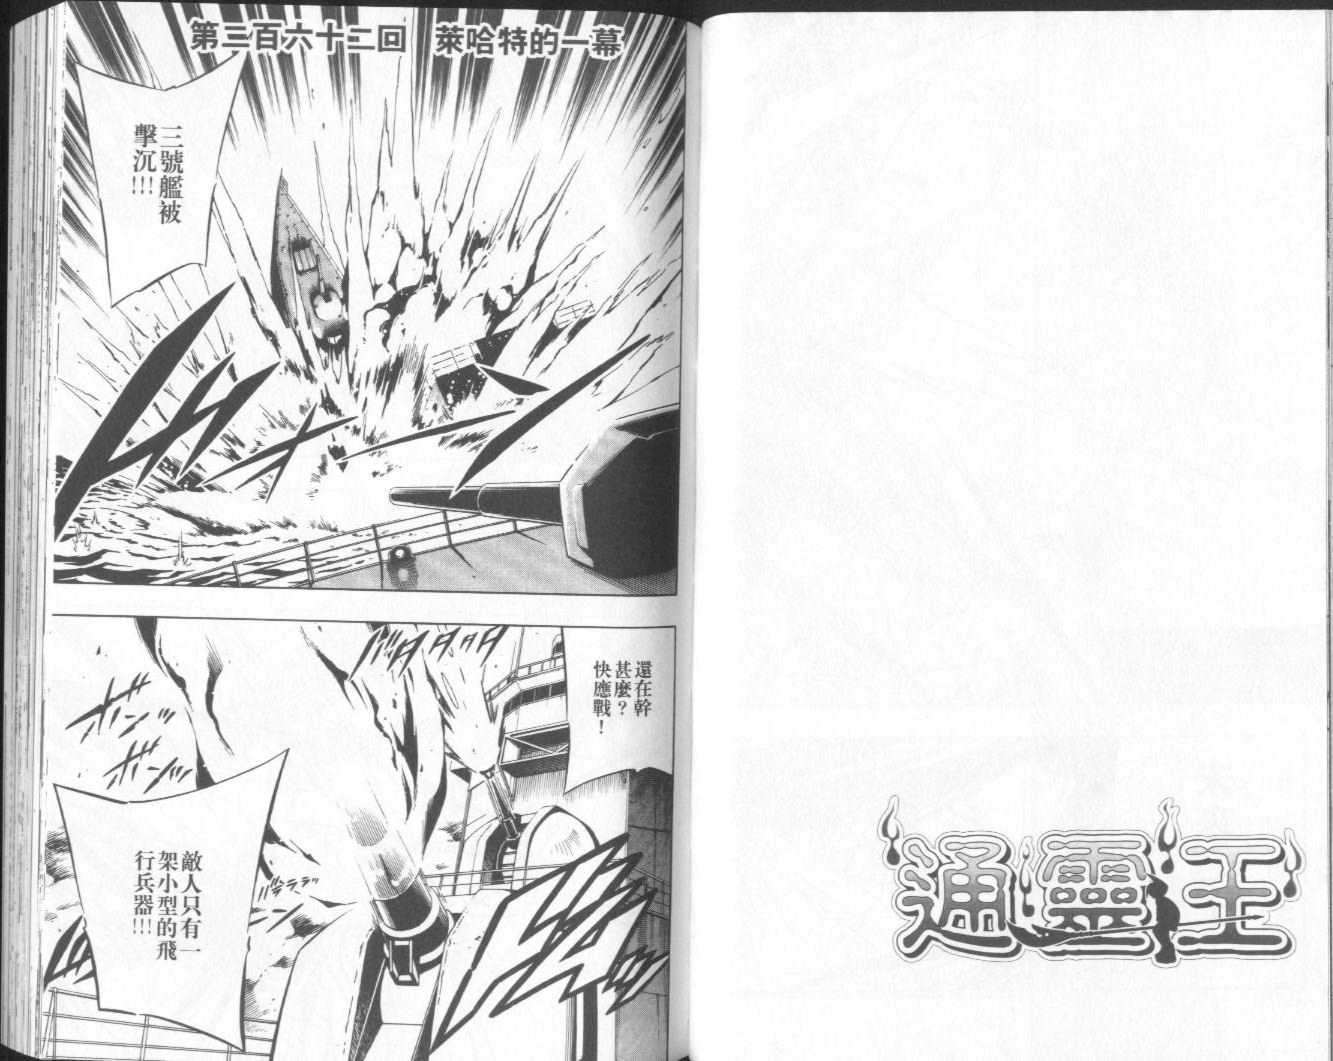 通靈王
第三百六十二回　萊哈特的一幕
三號艦被
擊沉!!!
還在幹
甚麼?
快應戰!
敵人只有一
架小型的飛
行兵器!!!